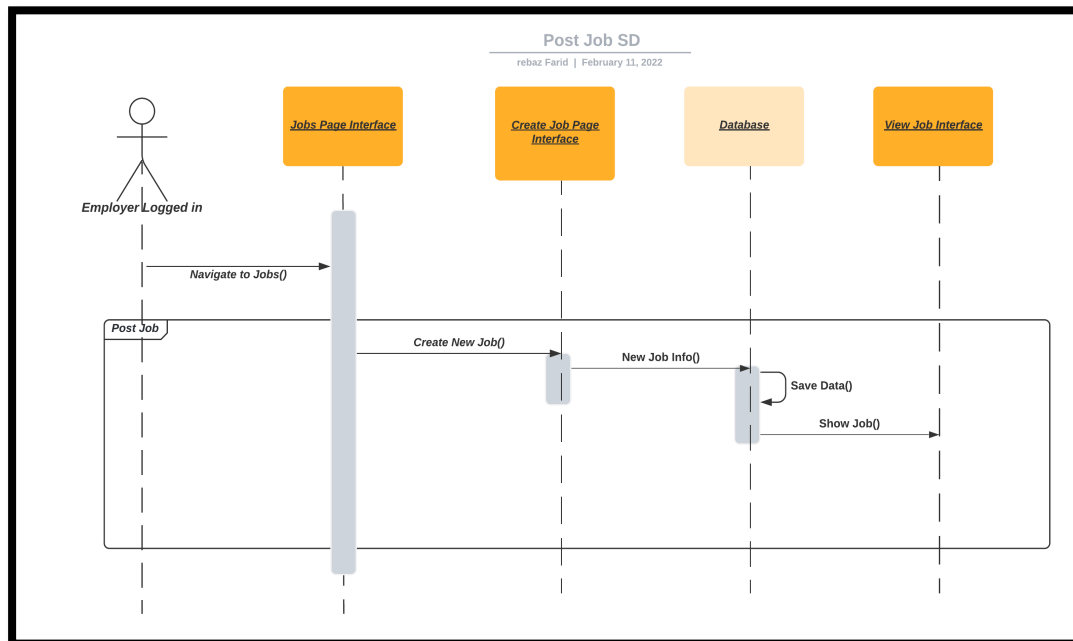 Post Job SD
rebaz Farid | February 11, 2022
Jobs Page Interface
Create Job Page
Interface
Database
View Job Interface
Employer Logged in
Navigate to Jobs()
Post Job
Create New Job()
New Job Info()
Save Data()
Show Job()